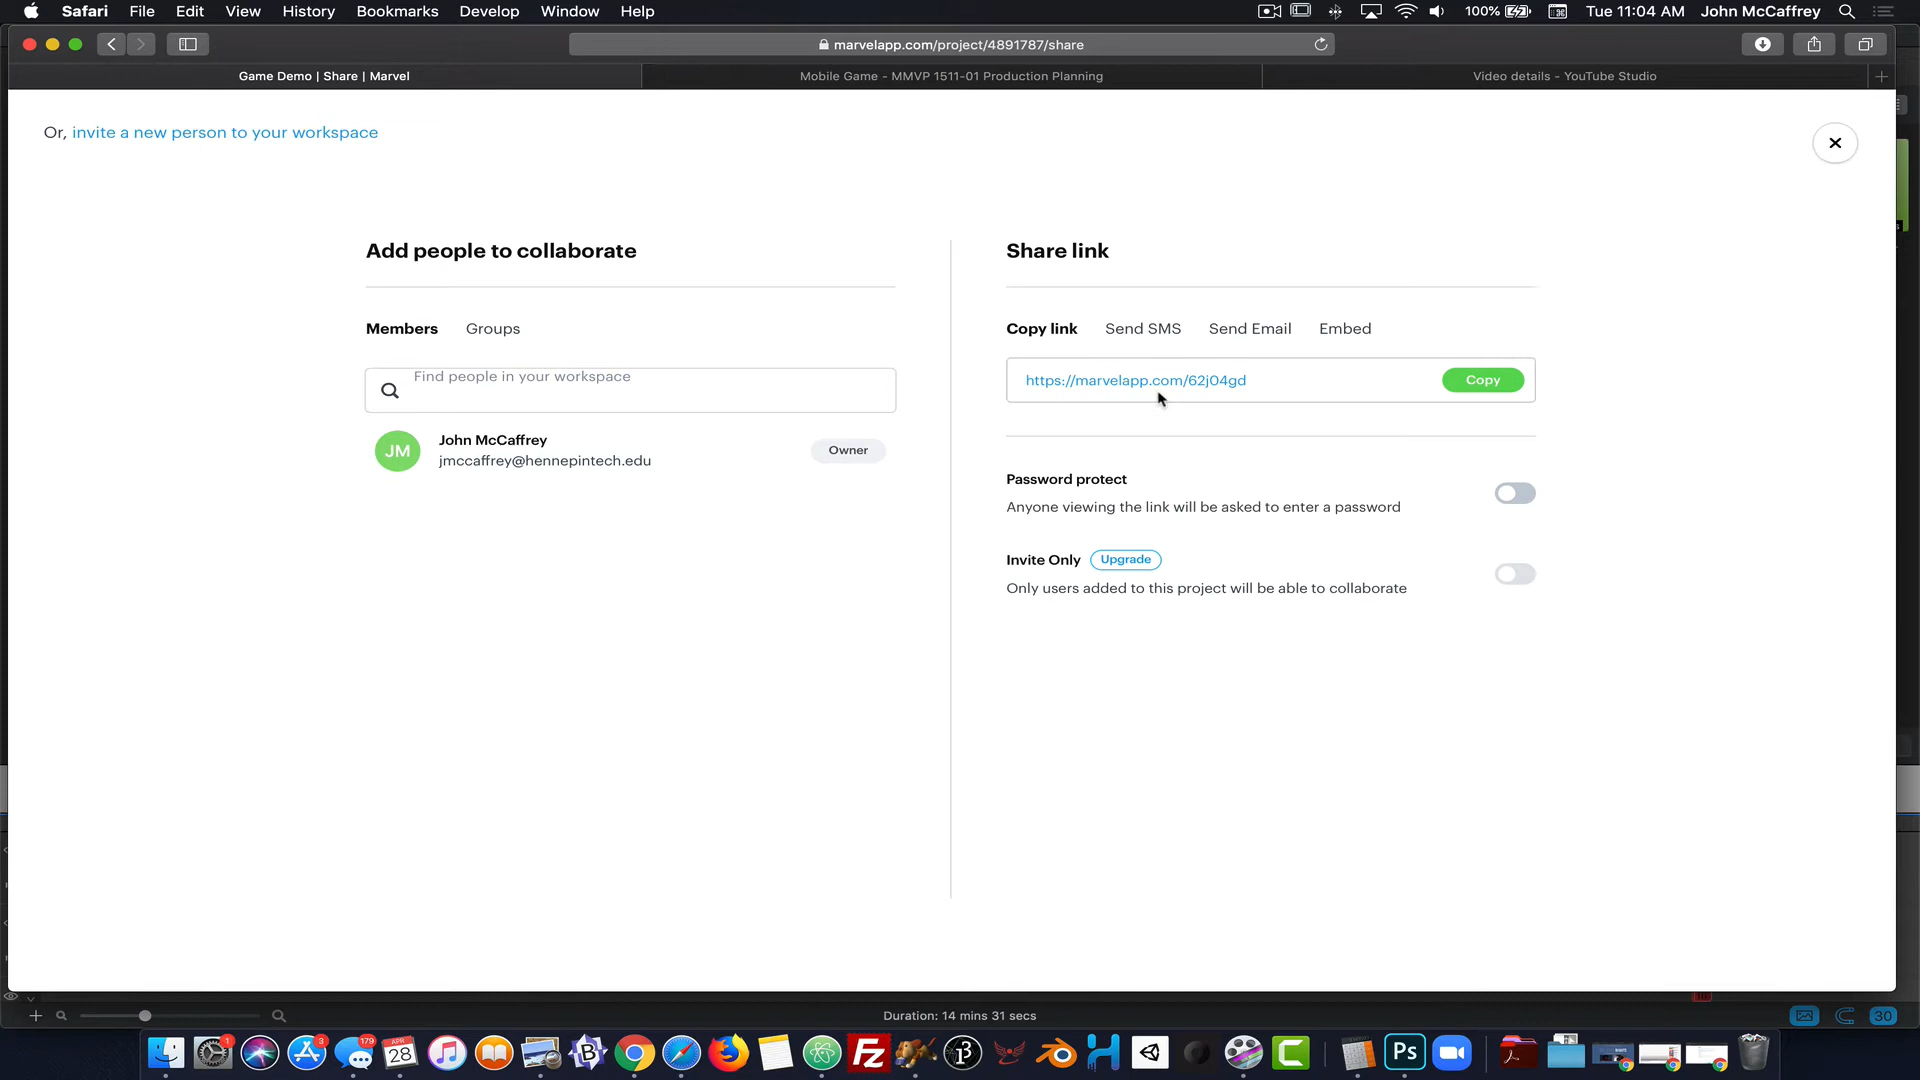 Safari File Edit View History Bookmarks Develop Window Help 100% Tue 11:04 AM John McCaffrey
marvelapp.com/project/4891787/share
Game Demo | Share | Marvel Mobile Game - MMVP 1511-01 Production Planning Video details - YouTube Studio
Or, invite a new person to your workspace
Add people to collaborate
Members Groups
Find people in your workspace
JM
John McCaffrey
jmccaffrey@hennepintech.edu
Owner
Share link
Copy link Send SMS Send Email Embed
https://marvelapp.com/62j04gd Copy
Password protect
Anyone viewing the link will be asked to enter a password
Invite Only Upgrade
Only users added to this project will be able to collaborate
Duration: 14 mins 31 secs
30
1 3 179 APR 28 Fz Ps